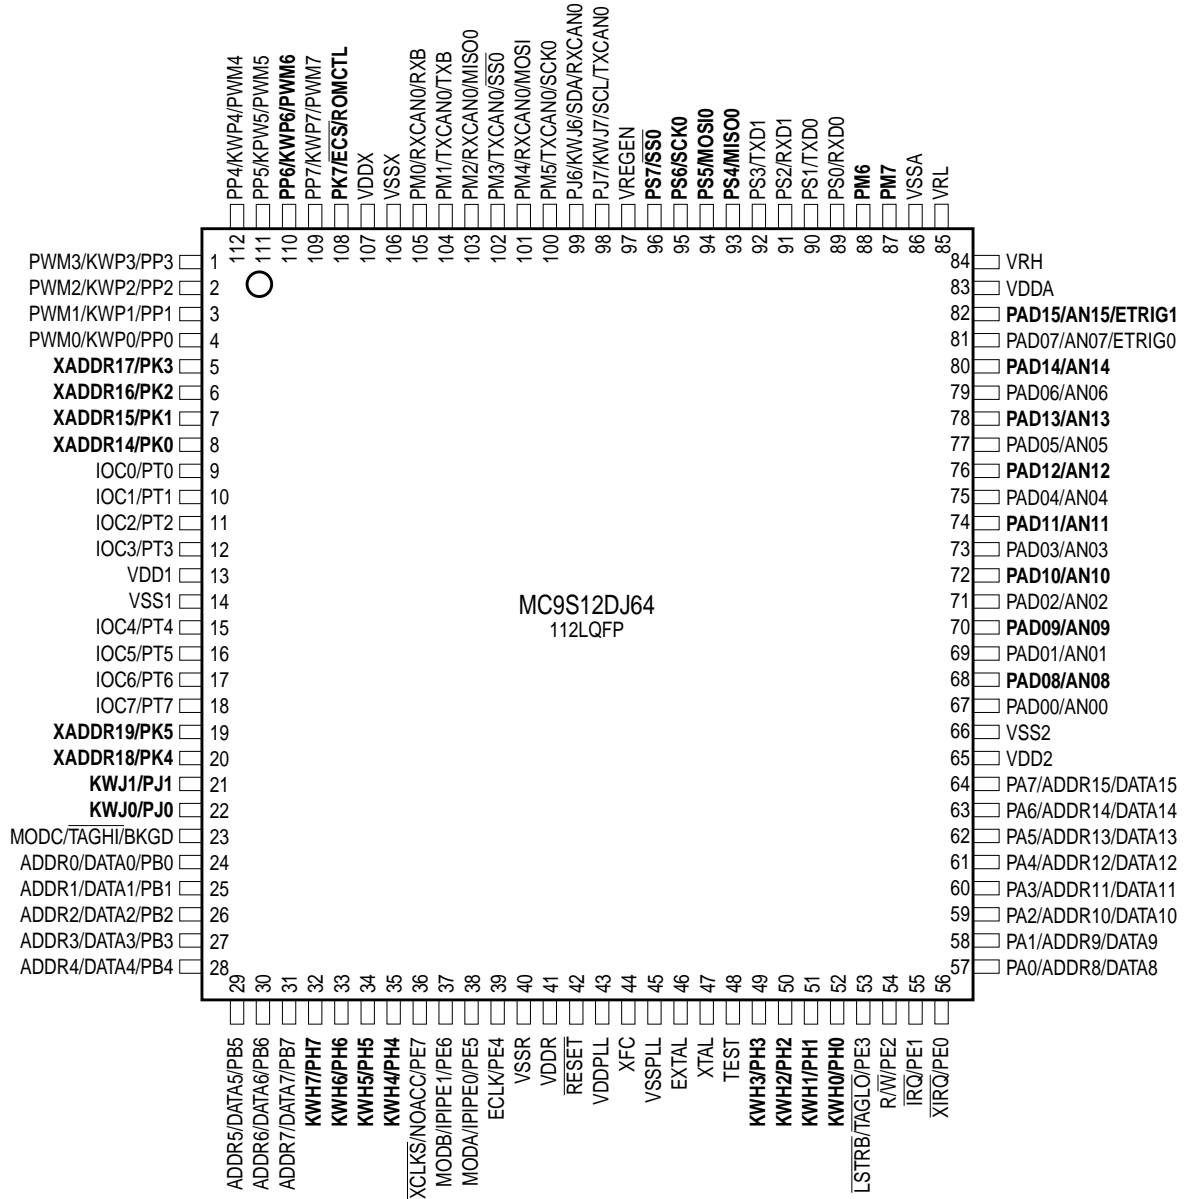 PP4/KWP4/PWM4
PP5/KPW5/PWM5
PP6/KWP6/PWM6
PP7/KWP7/PWM7
PK7/ECS/ROMCTL
VDDX
VSSX
PM0/RXCAN0/RXB
PM1/TXCAN0/TXB
PM2/RXCAN0/MISO0
PM3/TXCAN0/SS0
PM4/RXCAN0/MOSI
PM5/TXCAN0/SCK0
PJ6/KWJ6/SDA/RXCAN0
PJ7/KWJ7/SCL/TXCAN0
VREGEN
PS7/SS0
PS6/SCK0
PS5/MOSI0
PS4/MISO0
PS3/TXD1
PS2/RXD1
PS1/TXD0
PS0/RXD0
PM6
PM7
VSSA
VRL
112
111
110
109
108
107
106
105
104
103
102
101
100
99
98
97
96
95
94
93
92
91
90
89
88
87
86
85
PWM3/KWP3/PP3 1
PWM2/KWP2/PP2 2
PWM1/KWP1/PP1 3
PWM0/KWP0/PP0 4
XADDR17/PK3 5
XADDR16/PK2 6
XADDR15/PK1 7
XADDR14/PK0 8
IOC0/PT0 9
IOC1/PT1 10
IOC2/PT2 11
IOC3/PT3 12
VDD1 13
VSS1 14
IOC4/PT4 15
IOC5/PT5 16
IOC6/PT6 17
IOC7/PT7 18
XADDR19/PK5 19
XADDR18/PK4 20
KWJ1/PJ1 21
KWJ0/PJ0 22
MODC/TAGHI/BKGD 23
ADDR0/DATA0/PB0 24
ADDR1/DATA1/PB1 25
ADDR2/DATA2/PB2 26
ADDR3/DATA3/PB3 27
ADDR4/DATA4/PB4 28
MC9S12DJ64
112LQFP
84 VRH
83 VDDA
82 PAD15/AN15/ETRIG1
81 PAD07/AN07/ETRIG0
80 PAD14/AN14
79 PAD06/AN06
78 PAD13/AN13
77 PAD05/AN05
76 PAD12/AN12
75 PAD04/AN04
74 PAD11/AN11
73 PAD03/AN03
72 PAD10/AN10
71 PAD02/AN02
70 PAD09/AN09
69 PAD01/AN01
68 PAD08/AN08
67 PAD00/AN00
66 VSS2
65 VDD2
64 PA7/ADDR15/DATA15
63 PA6/ADDR14/DATA14
62 PA5/ADDR13/DATA13
61 PA4/ADDR12/DATA12
60 PA3/ADDR11/DATA11
59 PA2/ADDR10/DATA10
58 PA1/ADDR9/DATA9
57 PA0/ADDR8/DATA8
29
30
31
32
33
34
35
36
37
38
39
40
41
42
43
44
45
46
47
48
49
50
51
52
53
54
55
56
ADDR5/DATA5/PB5
ADDR6/DATA6/PB6
ADDR7/DATA7/PB7
KWH7/PH7
KWH6/PH6
KWH5/PH5
KWH4/PH4
XCLKS/NOACC/PE7
MODB/IPIPE1/PE6
MODA/IPIPE0/PE5
ECLK/PE4
VSSR
VDDR
RESET
VDDPLL
XFC
VSSPLL
EXTAL
XTAL
TEST
KWH3/PH3
KWH2/PH2
KWH1/PH1
KWH0/PH0
LSTRB/TAGLO/PE3
R/W/PE2
IRQ/PE1
XIRQ/PE0